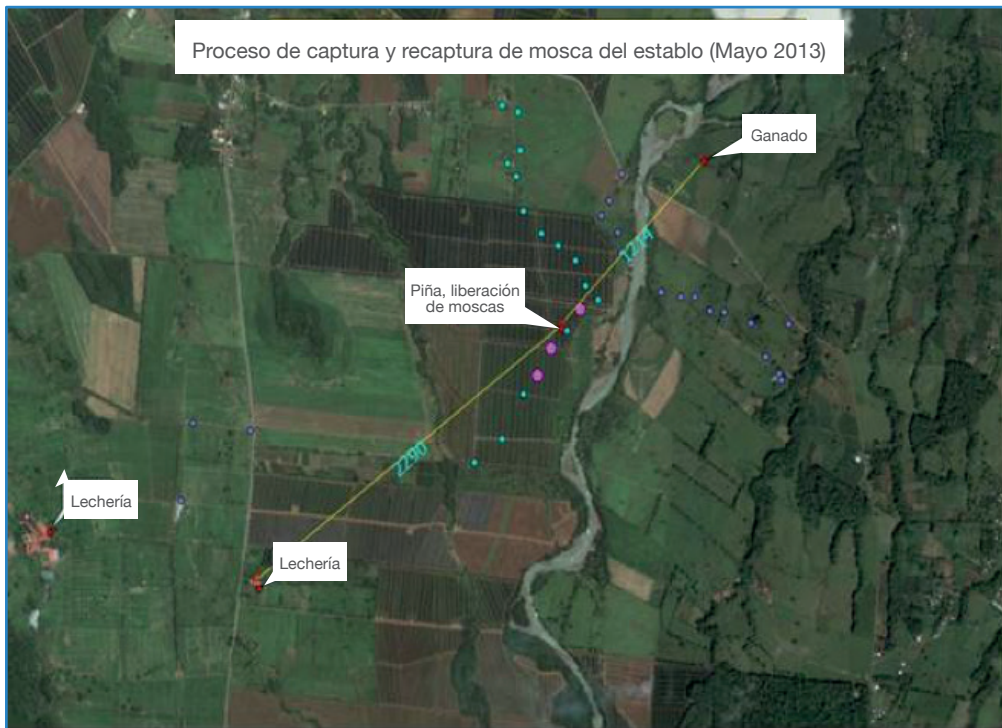 Proceso de captura y recaptura de mosca del establo (Mayo 2013)
Ganado
Piña, liberación
de moscas
2290
Lechería
Lechería